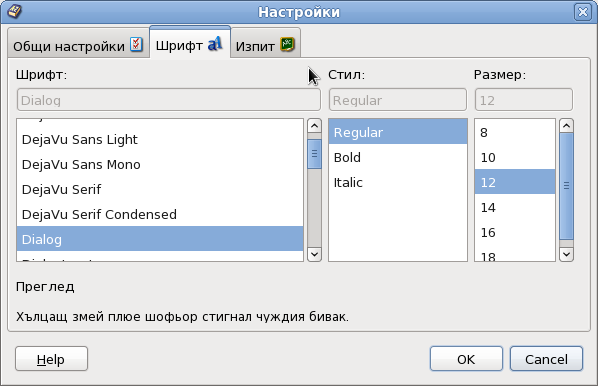 Настройки
Общи настройки Шрифт Изпит
Шрифт: Стил: Размер:
Dialog Regular 12
DejaVu Sans Light Regular 8
DejaVu Sans Mono Bold 10
DejaVu Serif Italic 12
DejaVu Serif Condensed 14
Dialog 16
18
Преглед
Хълцащ змей плюе шофьор стигнал чуждия бивак.
Help OK Cancel